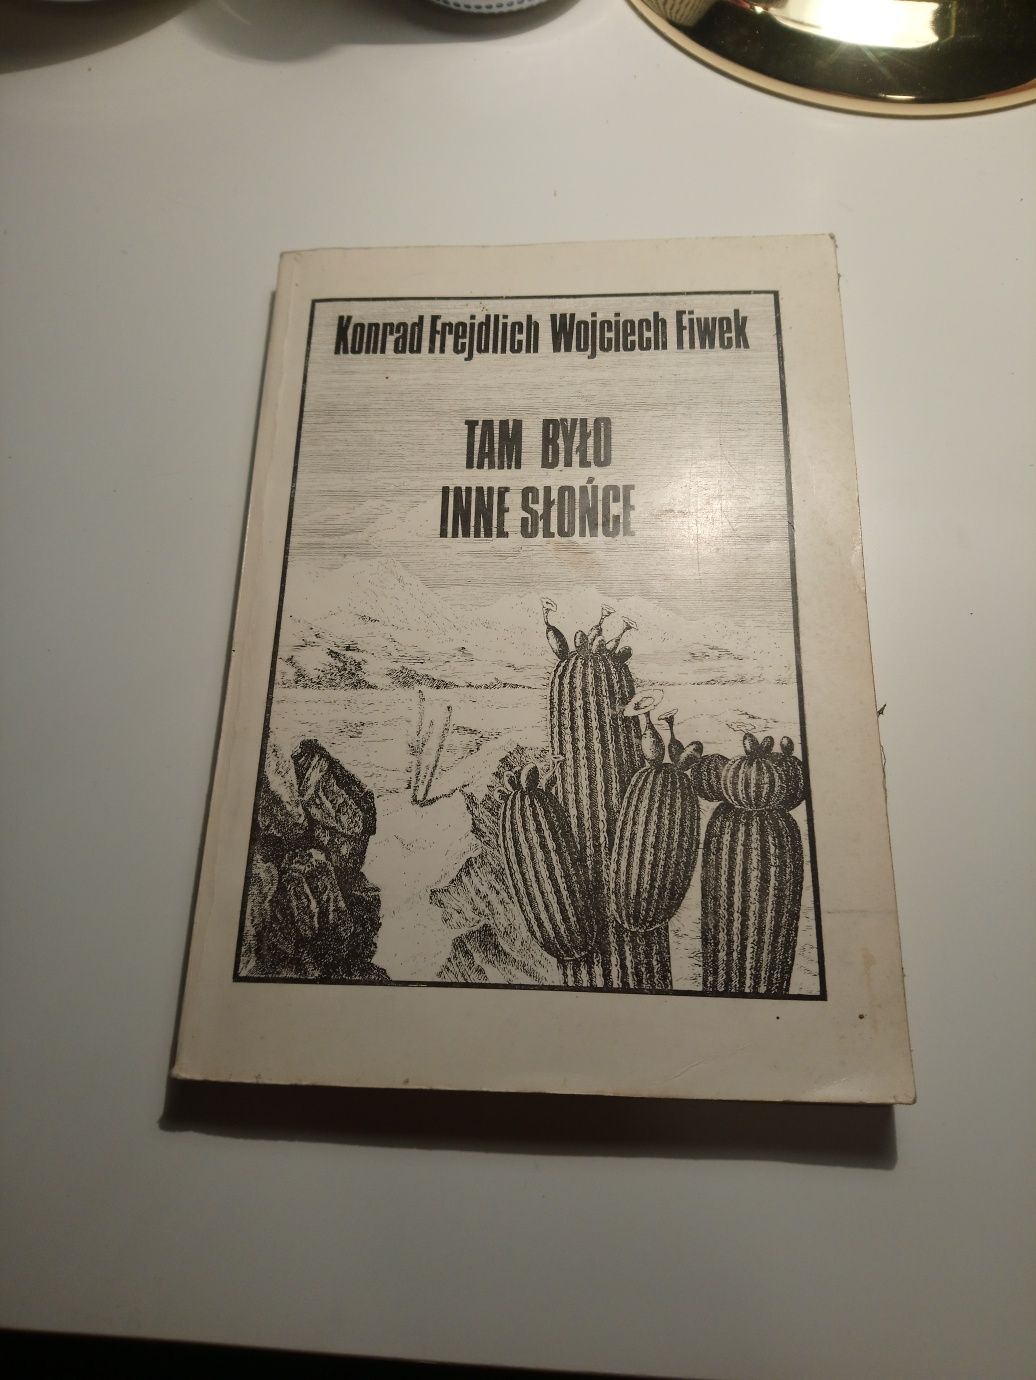 Konrad Frejdlich Wojciech Fiwek
TAM BYŁO
INNE SŁOŃCE